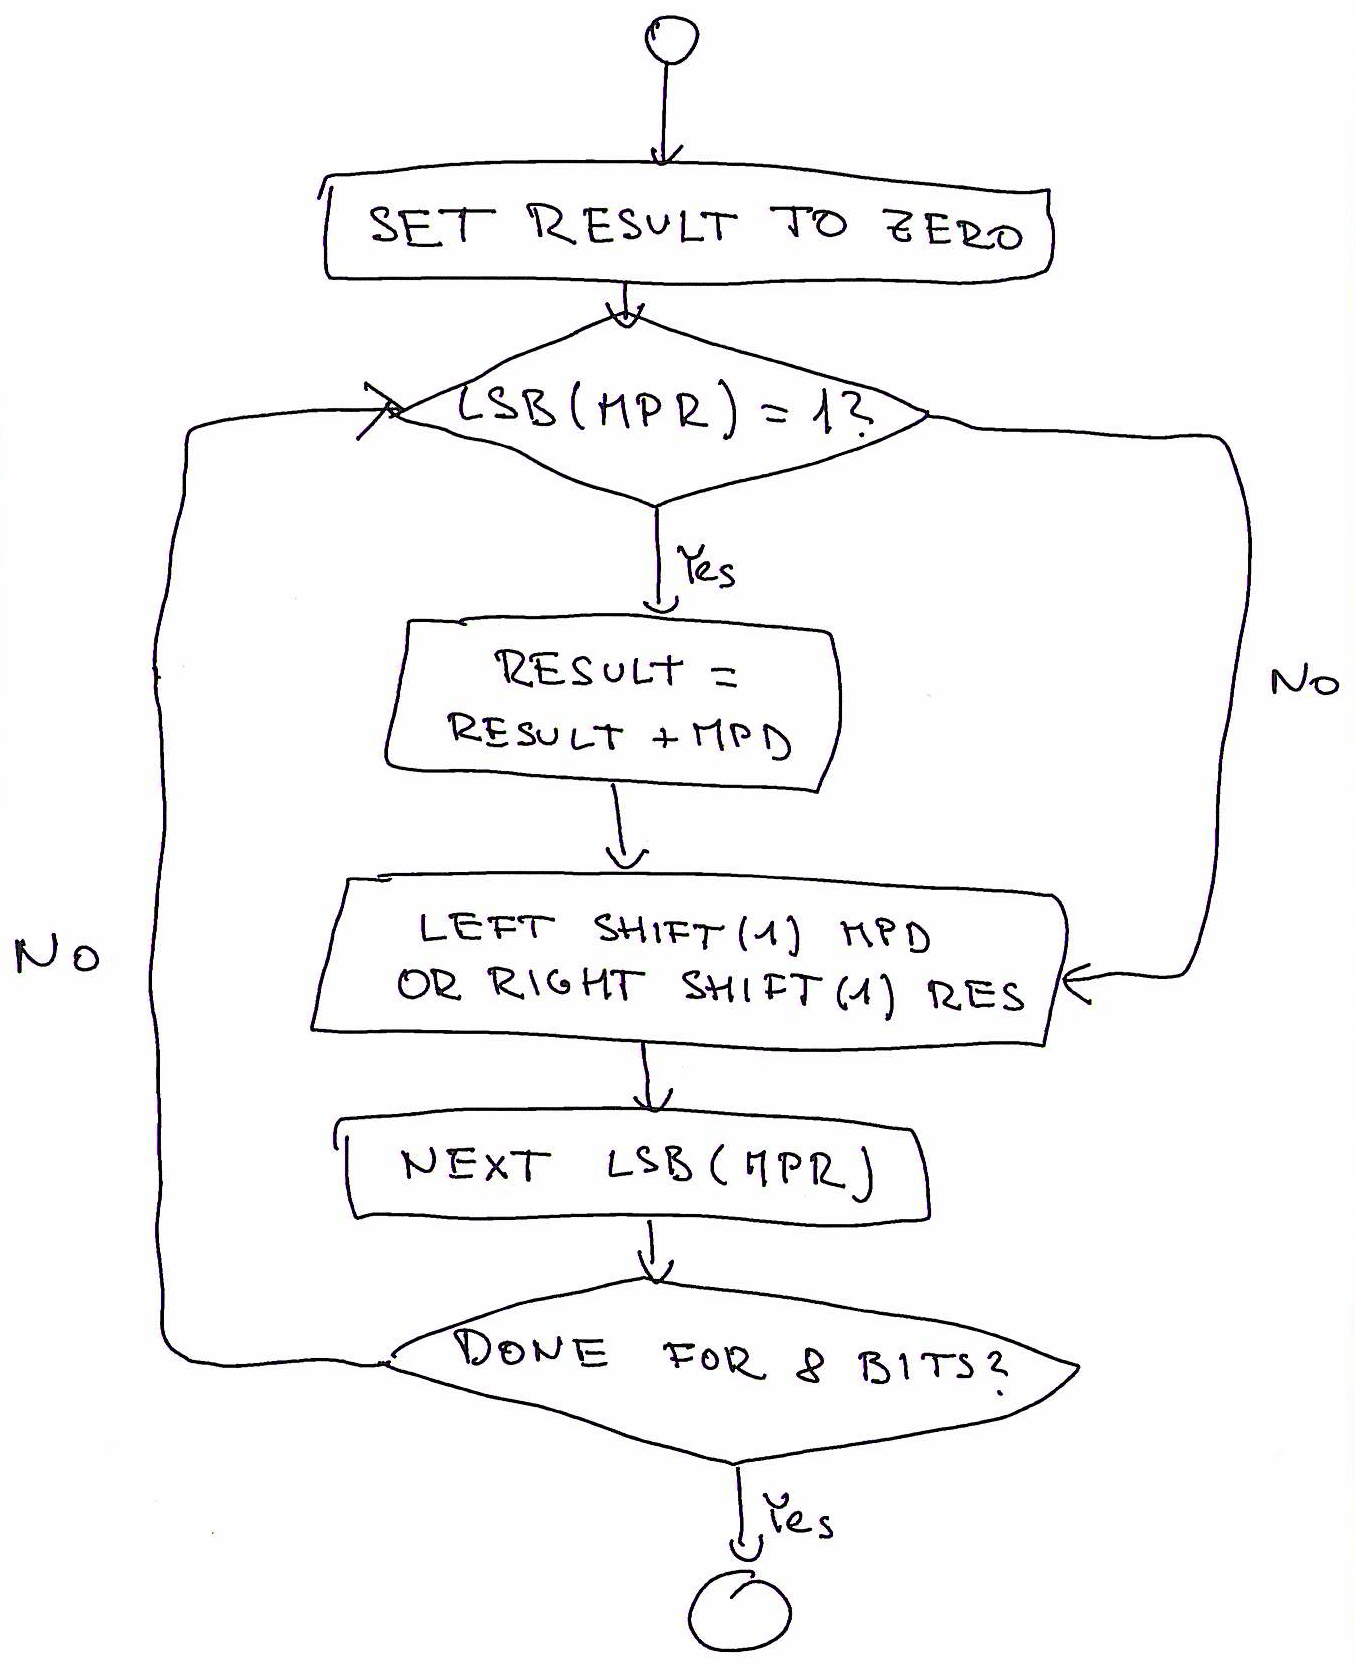 SET RESULT TO ZERO
LSB(MPR) = 1?
Yes
RESULT =
RESULT + MPD
No
LEFT SHIFT(1) MPD
OR RIGHT SHIFT(1) RES
No
NEXT LSB(MPR)
DONE FOR 8 BITS?
Yes